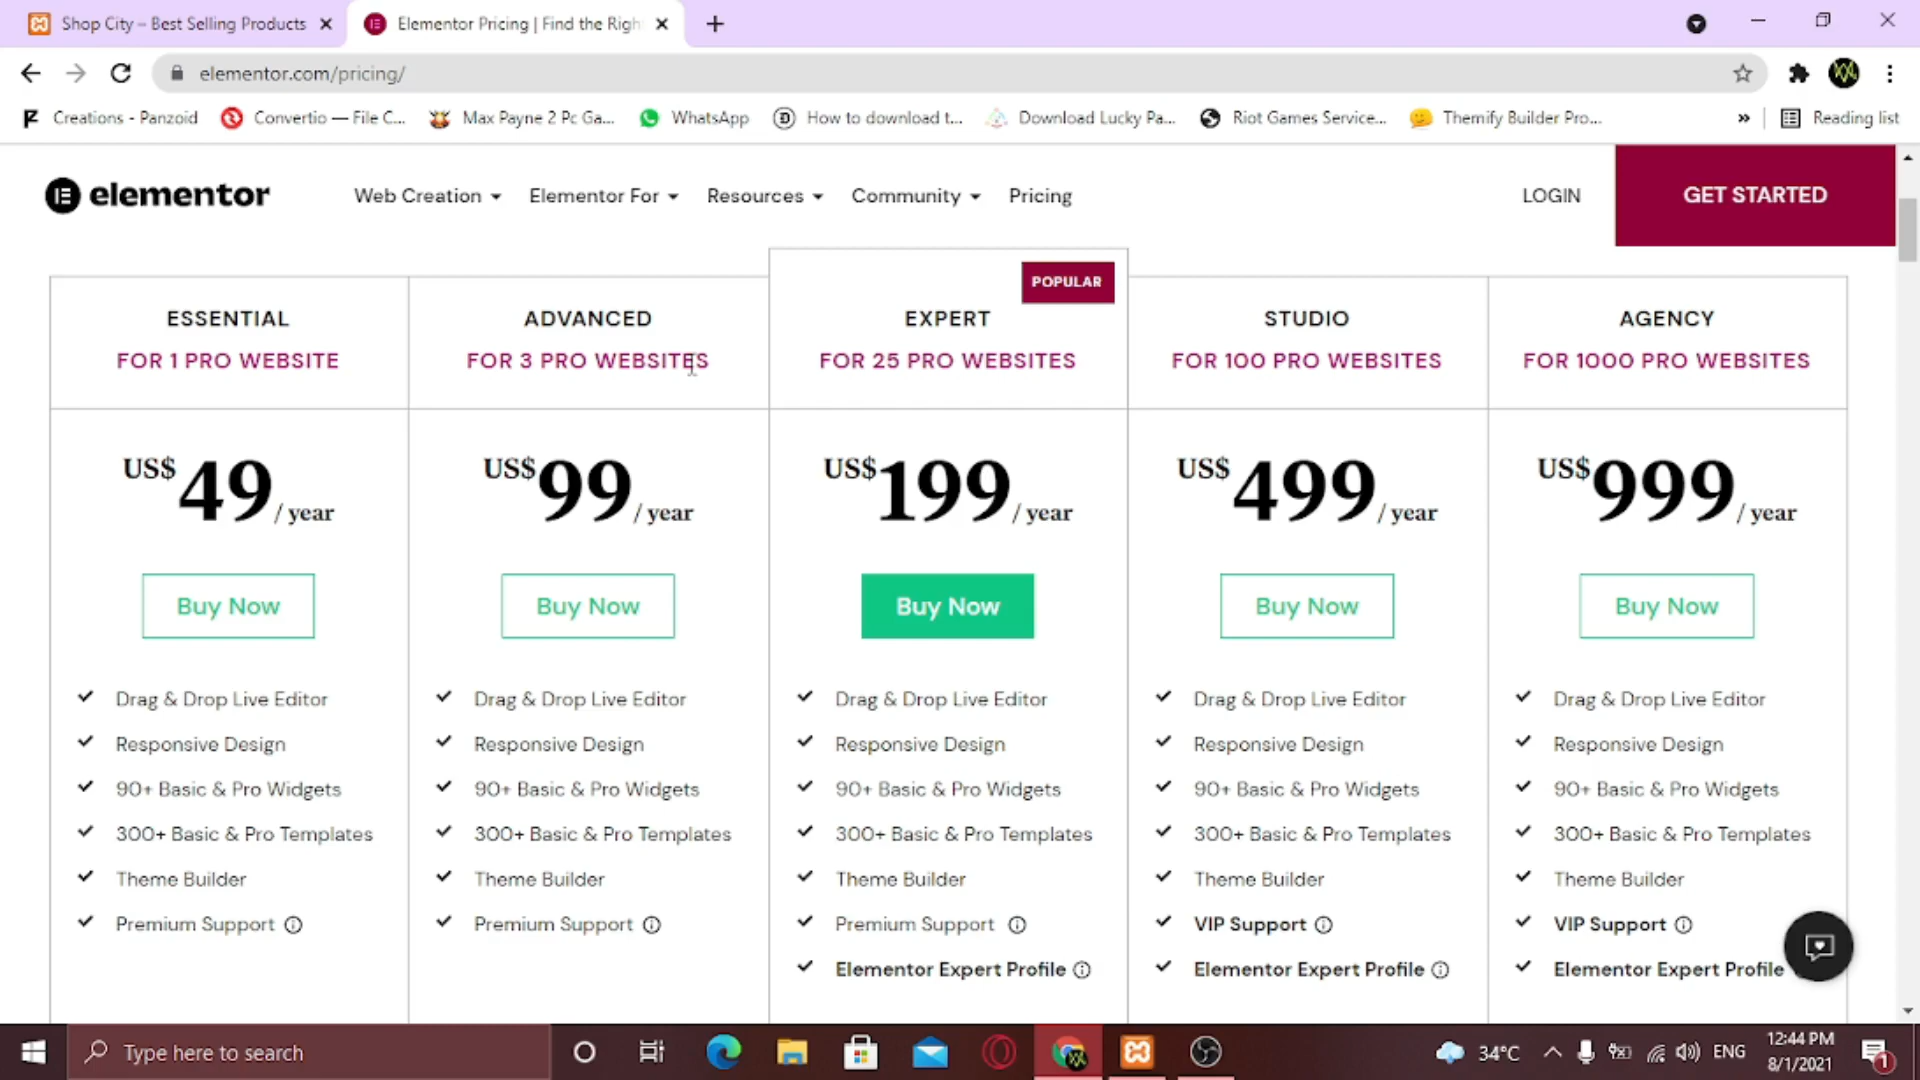 Shop City – Best Selling Products
Elementor Pricing | Find the Righ
elementor.com/pricing/
Creations - Panzoid
Convertio — File C...
Max Payne 2 Pc Ga...
WhatsApp
How to download t...
Download Lucky Pa...
Riot Games Service...
Themify Builder Pro...
»
Reading list
elementor
Web Creation
Elementor For
Resources
Community
Pricing
LOGIN
GET STARTED
ESSENTIAL
FOR 1 PRO WEBSITE
US$49/ year
Buy Now
Drag & Drop Live Editor
Responsive Design
90+ Basic & Pro Widgets
300+ Basic & Pro Templates
Theme Builder
Premium Support
ADVANCED
FOR 3 PRO WEBSITES
US$99/ year
Buy Now
Drag & Drop Live Editor
Responsive Design
90+ Basic & Pro Widgets
300+ Basic & Pro Templates
Theme Builder
Premium Support
POPULAR
EXPERT
FOR 25 PRO WEBSITES
US$199/ year
Buy Now
Drag & Drop Live Editor
Responsive Design
90+ Basic & Pro Widgets
300+ Basic & Pro Templates
Theme Builder
Premium Support
Elementor Expert Profile
STUDIO
FOR 100 PRO WEBSITES
US$499/ year
Buy Now
Drag & Drop Live Editor
Responsive Design
90+ Basic & Pro Widgets
300+ Basic & Pro Templates
Theme Builder
VIP Support
Elementor Expert Profile
AGENCY
FOR 1000 PRO WEBSITES
US$999/ year
Buy Now
Drag & Drop Live Editor
Responsive Design
90+ Basic & Pro Widgets
300+ Basic & Pro Templates
Theme Builder
VIP Support
Elementor Expert Profile
Type here to search
34°C
ENG
12:44 PM
8/1/2021
1